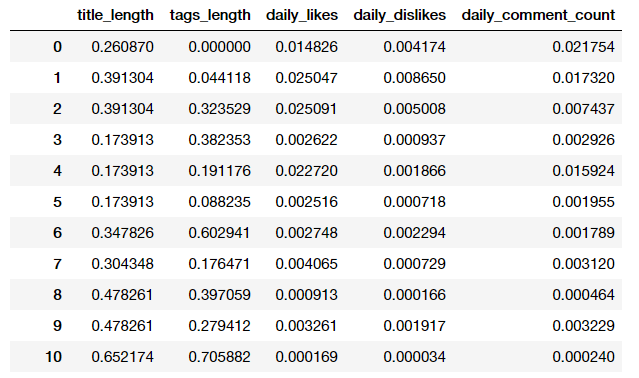 title_length tags_length daily_likes daily_dislikes daily_comment_count
0 0.260870 0.000000 0.014826 0.004174 0.021754
1 0.391304 0.044118 0.025047 0.008650 0.017320
2 0.391304 0.323529 0.025091 0.005008 0.007437
3 0.173913 0.382353 0.002622 0.000937 0.002926
4 0.173913 0.191176 0.022720 0.001866 0.015924
5 0.173913 0.088235 0.002516 0.000718 0.001955
6 0.347826 0.602941 0.002748 0.002294 0.001789
7 0.304348 0.176471 0.004065 0.000729 0.003120
8 0.478261 0.397059 0.000913 0.000166 0.000464
9 0.478261 0.279412 0.003261 0.001917 0.003229
10 0.652174 0.705882 0.000169 0.000034 0.000240